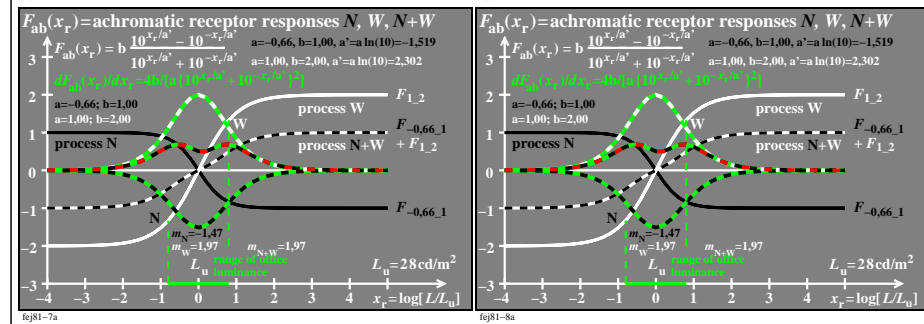 F_ab(x_r)=achromatic receptor responses N, W, N+W
F_ab(x_r) = b (10^{x_r/a'} − 10^{−x_r/a'}) / (10^{x_r/a'} + 10^{−x_r/a'})
a=−0,66, b=1,00, a'=a ln(10)=−1,519
a=1,00, b=2,00, a'=a ln(10)=2,302
dF_ab(x_r)/dx_r=4b/[a{10^{x_r/a'}+10^{−x_r/a'}}^2]
a=−0,66; b=1,00
a=1,00; b=2,00
process W
F_1_2
W
process N
process N+W
F_−0,66_1
+ F_1_2
N
F_−0,66_1
m_N=−1,47
m_W=1,97
m_N+W=1,97
L_u
range of office
luminance
L_u=28cd/m^2
3
2
1
0
−1
−2
−3
−4 −3 −2 −1 0 1 2 3 4
x_r=log[L/L_u]
fej81-7a
F_ab(x_r)=achromatic receptor responses N, W, N+W
F_ab(x_r) = b (10^{x_r/a'} − 10^{−x_r/a'}) / (10^{x_r/a'} + 10^{−x_r/a'})
a=−0,66, b=1,00, a'=a ln(10)=−1,519
a=1,00, b=2,00, a'=a ln(10)=2,302
dF_ab(x_r)/dx_r=4b/[a{10^{x_r/a'}+10^{−x_r/a'}}^2]
a=−0,66; b=1,00
a=1,00; b=2,00
process W
F_1_2
W
process N
process N+W
F_−0,66_1
+ F_1_2
N
F_−0,66_1
m_N=−1,47
m_W=1,97
m_N+W=1,97
L_u
range of office
luminance
L_u=28cd/m^2
3
2
1
0
−1
−2
−3
−4 −3 −2 −1 0 1 2 3 4
x_r=log[L/L_u]
fej81-8a